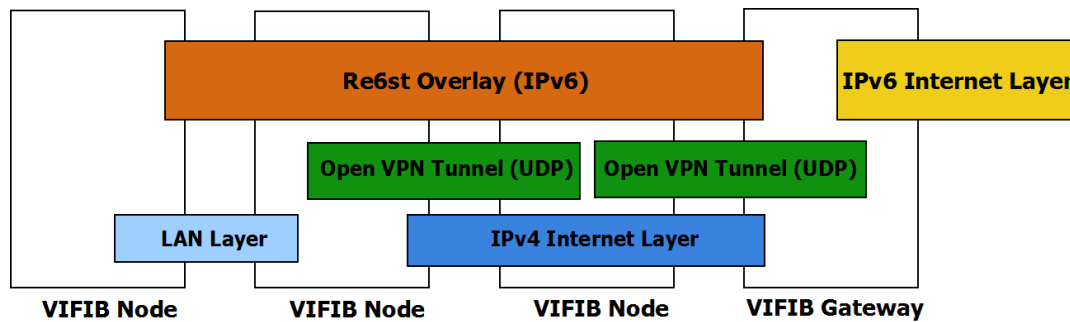 Re6st Overlay (IPv6)
IPv6 Internet Layer
Open VPN Tunnel (UDP)
Open VPN Tunnel (UDP)
LAN Layer
IPv4 Internet Layer
VIFIB Node
VIFIB Node
VIFIB Node
VIFIB Gateway